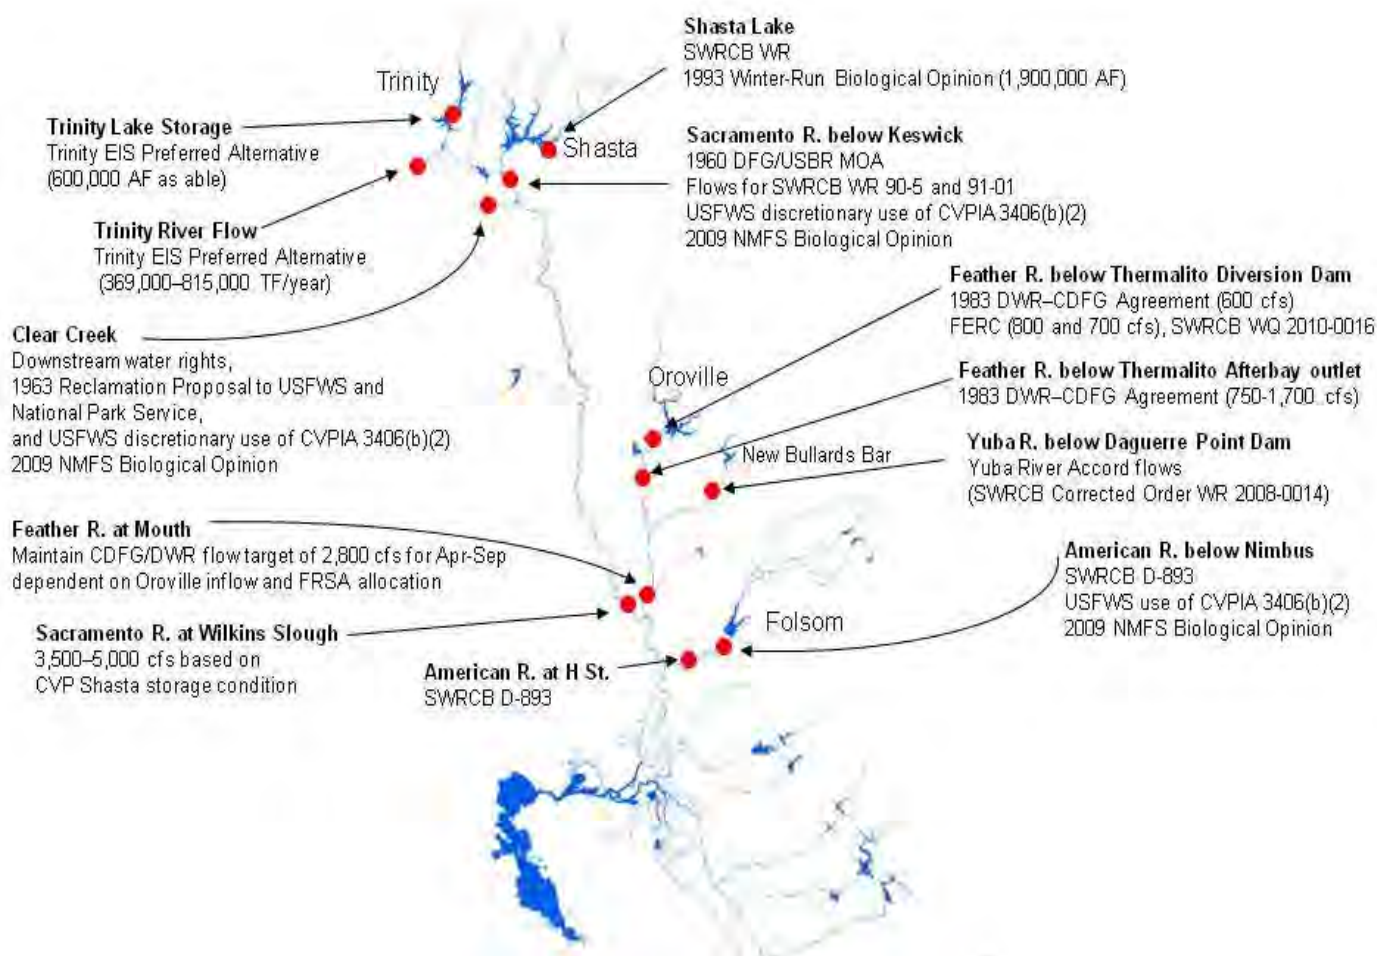 Shasta Lake
SWRCB WR
1993 Winter-Run Biological Opinion (1,900,000 AF)
Trinity
Trinity Lake Storage
Trinity EIS Preferred Alternative
(600,000 AF as able)
Shasta
Sacramento R. below Keswick
1960 DFG/USBR MOA
Flows for SWRCB WR 90-5 and 91-01
USFWS discretionary use of CVPIA 3406(b)(2)
2009 NMFS Biological Opinion
Trinity River Flow
Trinity EIS Preferred Alternative
(369,000–815,000 TF/year)
Feather R. below Thermalito Diversion Dam
1983 DWR–CDFG Agreement (600 cfs)
FERC (800 and 700 cfs), SWRCB WQ 2010-0016
Clear Creek
Downstream water rights,
1963 Reclamation Proposal to USFWS and
National Park Service,
and USFWS discretionary use of CVPIA 3406(b)(2)
2009 NMFS Biological Opinion
Oroville
Feather R. below Thermalito Afterbay outlet
1983 DWR–CDFG Agreement (750-1,700 cfs)
New Bullards Bar
Yuba R. below Daguerre Point Dam
Yuba River Accord flows
(SWRCB Corrected Order WR 2008-0014)
Feather R. at Mouth
Maintain CDFG/DWR flow target of 2,800 cfs for Apr-Sep
dependent on Oroville inflow and FRSA allocation
American R. below Nimbus
SWRCB D-893
USFWS use of CVPIA 3406(b)(2)
2009 NMFS Biological Opinion
Folsom
Sacramento R. at Wilkins Slough
3,500–5,000 cfs based on
CVP Shasta storage condition
American R. at H St.
SWRCB D-893